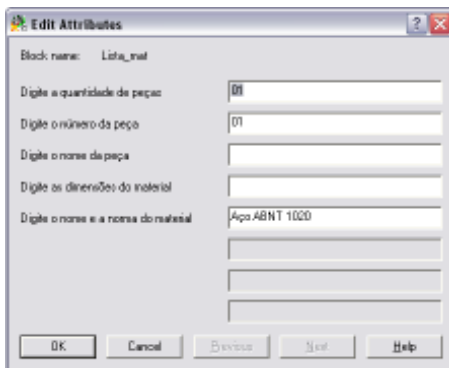 Edit Attributes
Block name: Lista_mat
Digite a quantidade de peças 01
Digite o número da peça 01
Digite o nome da peça
Digite as dimensões do material
Digite o nome e a norma do material Aço ABNT 1020
OK Cancel Previous Next Help